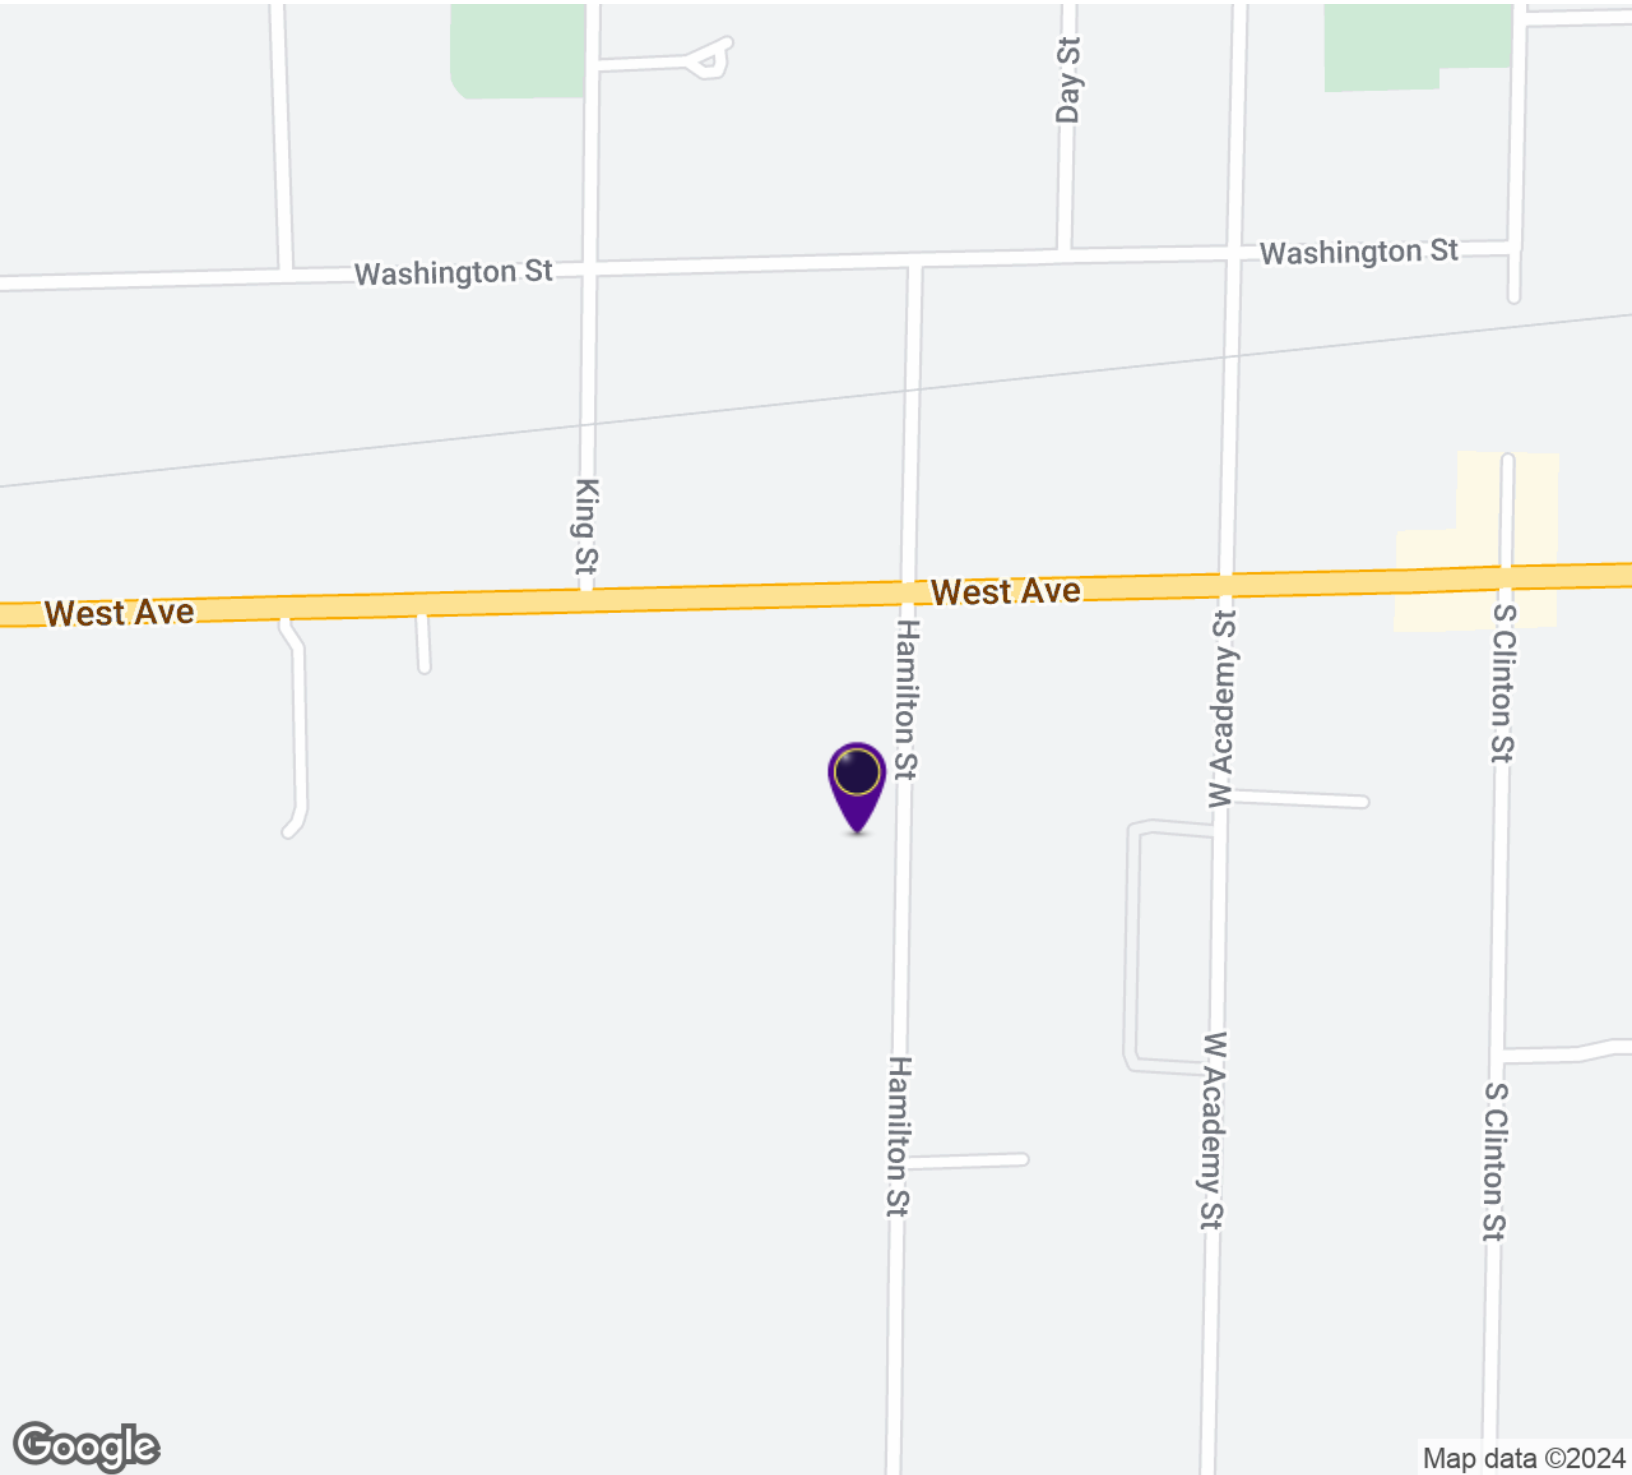 Day St
Washington St
Washington St
King St
West Ave
West Ave
Hamilton St
W Academy St
S Clinton St
W Academy St
Hamilton St
S Clinton St
Google
Map data ©2024